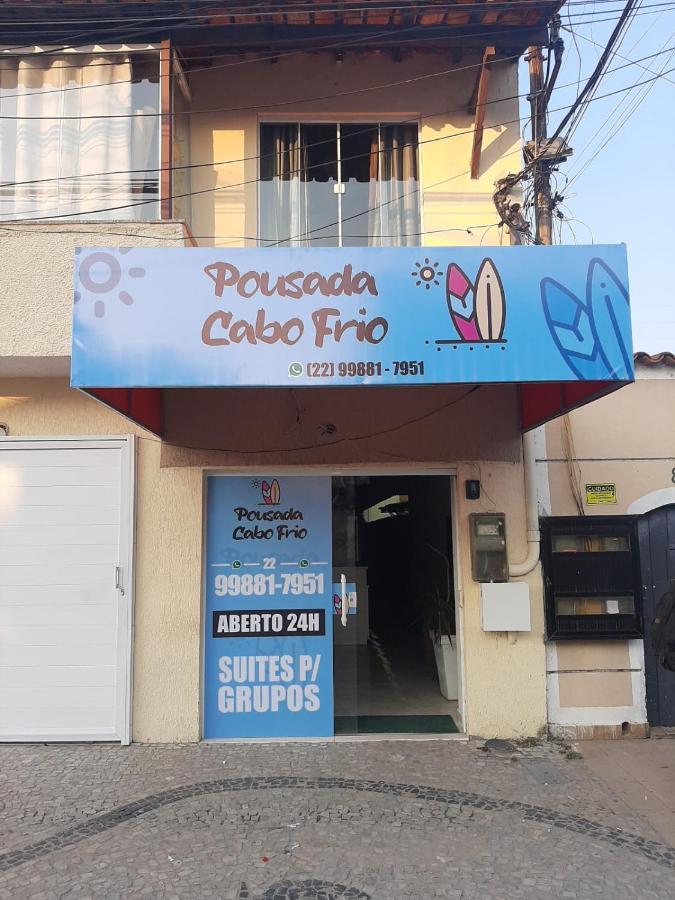 Pousada
Cabo Frio
(22) 99881-7951
Pousada
Cabo Frio
22
99881-7951
ABERTO 24H
SUITES P/
GRUPOS
CUIDADO